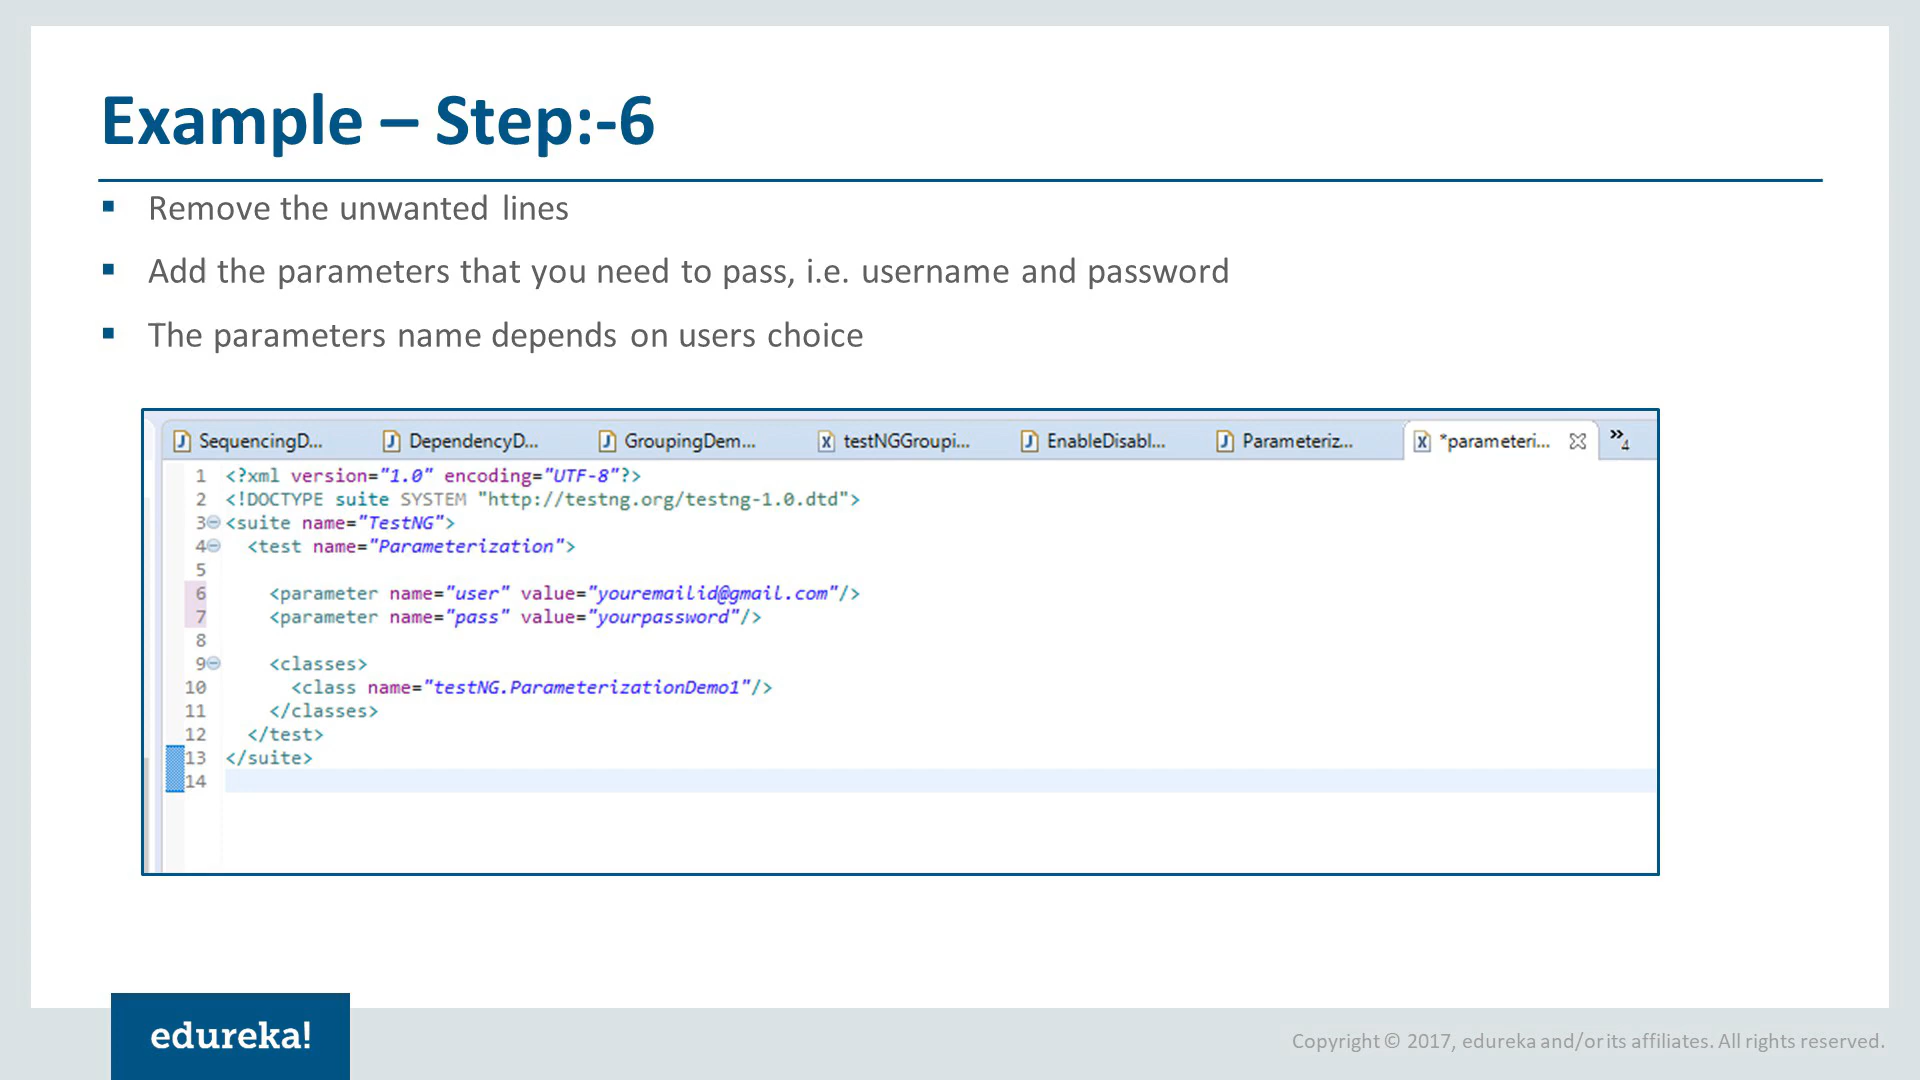 Example – Step:-6
▪ Remove the unwanted lines
▪ Add the parameters that you need to pass, i.e. username and password
▪ The parameters name depends on users choice
SequencingD... DependencyD... GroupingDem... testNGGroupi... EnableDisabl... Parameteriz... *parameteri... »4
1 <?xml version="1.0" encoding="UTF-8"?>
2 <!DOCTYPE suite SYSTEM "http://testng.org/testng-1.0.dtd">
3 <suite name="TestNG">
4 <test name="Parameterization">
5
6 <parameter name="user" value="youremailid@gmail.com"/>
7 <parameter name="pass" value="yourpassword"/>
8
9 <classes>
10 <class name="testNG.ParameterizationDemo1"/>
11 </classes>
12 </test>
13 </suite>
14
edureka!
Copyright © 2017, edureka and/or its affiliates. All rights reserved.